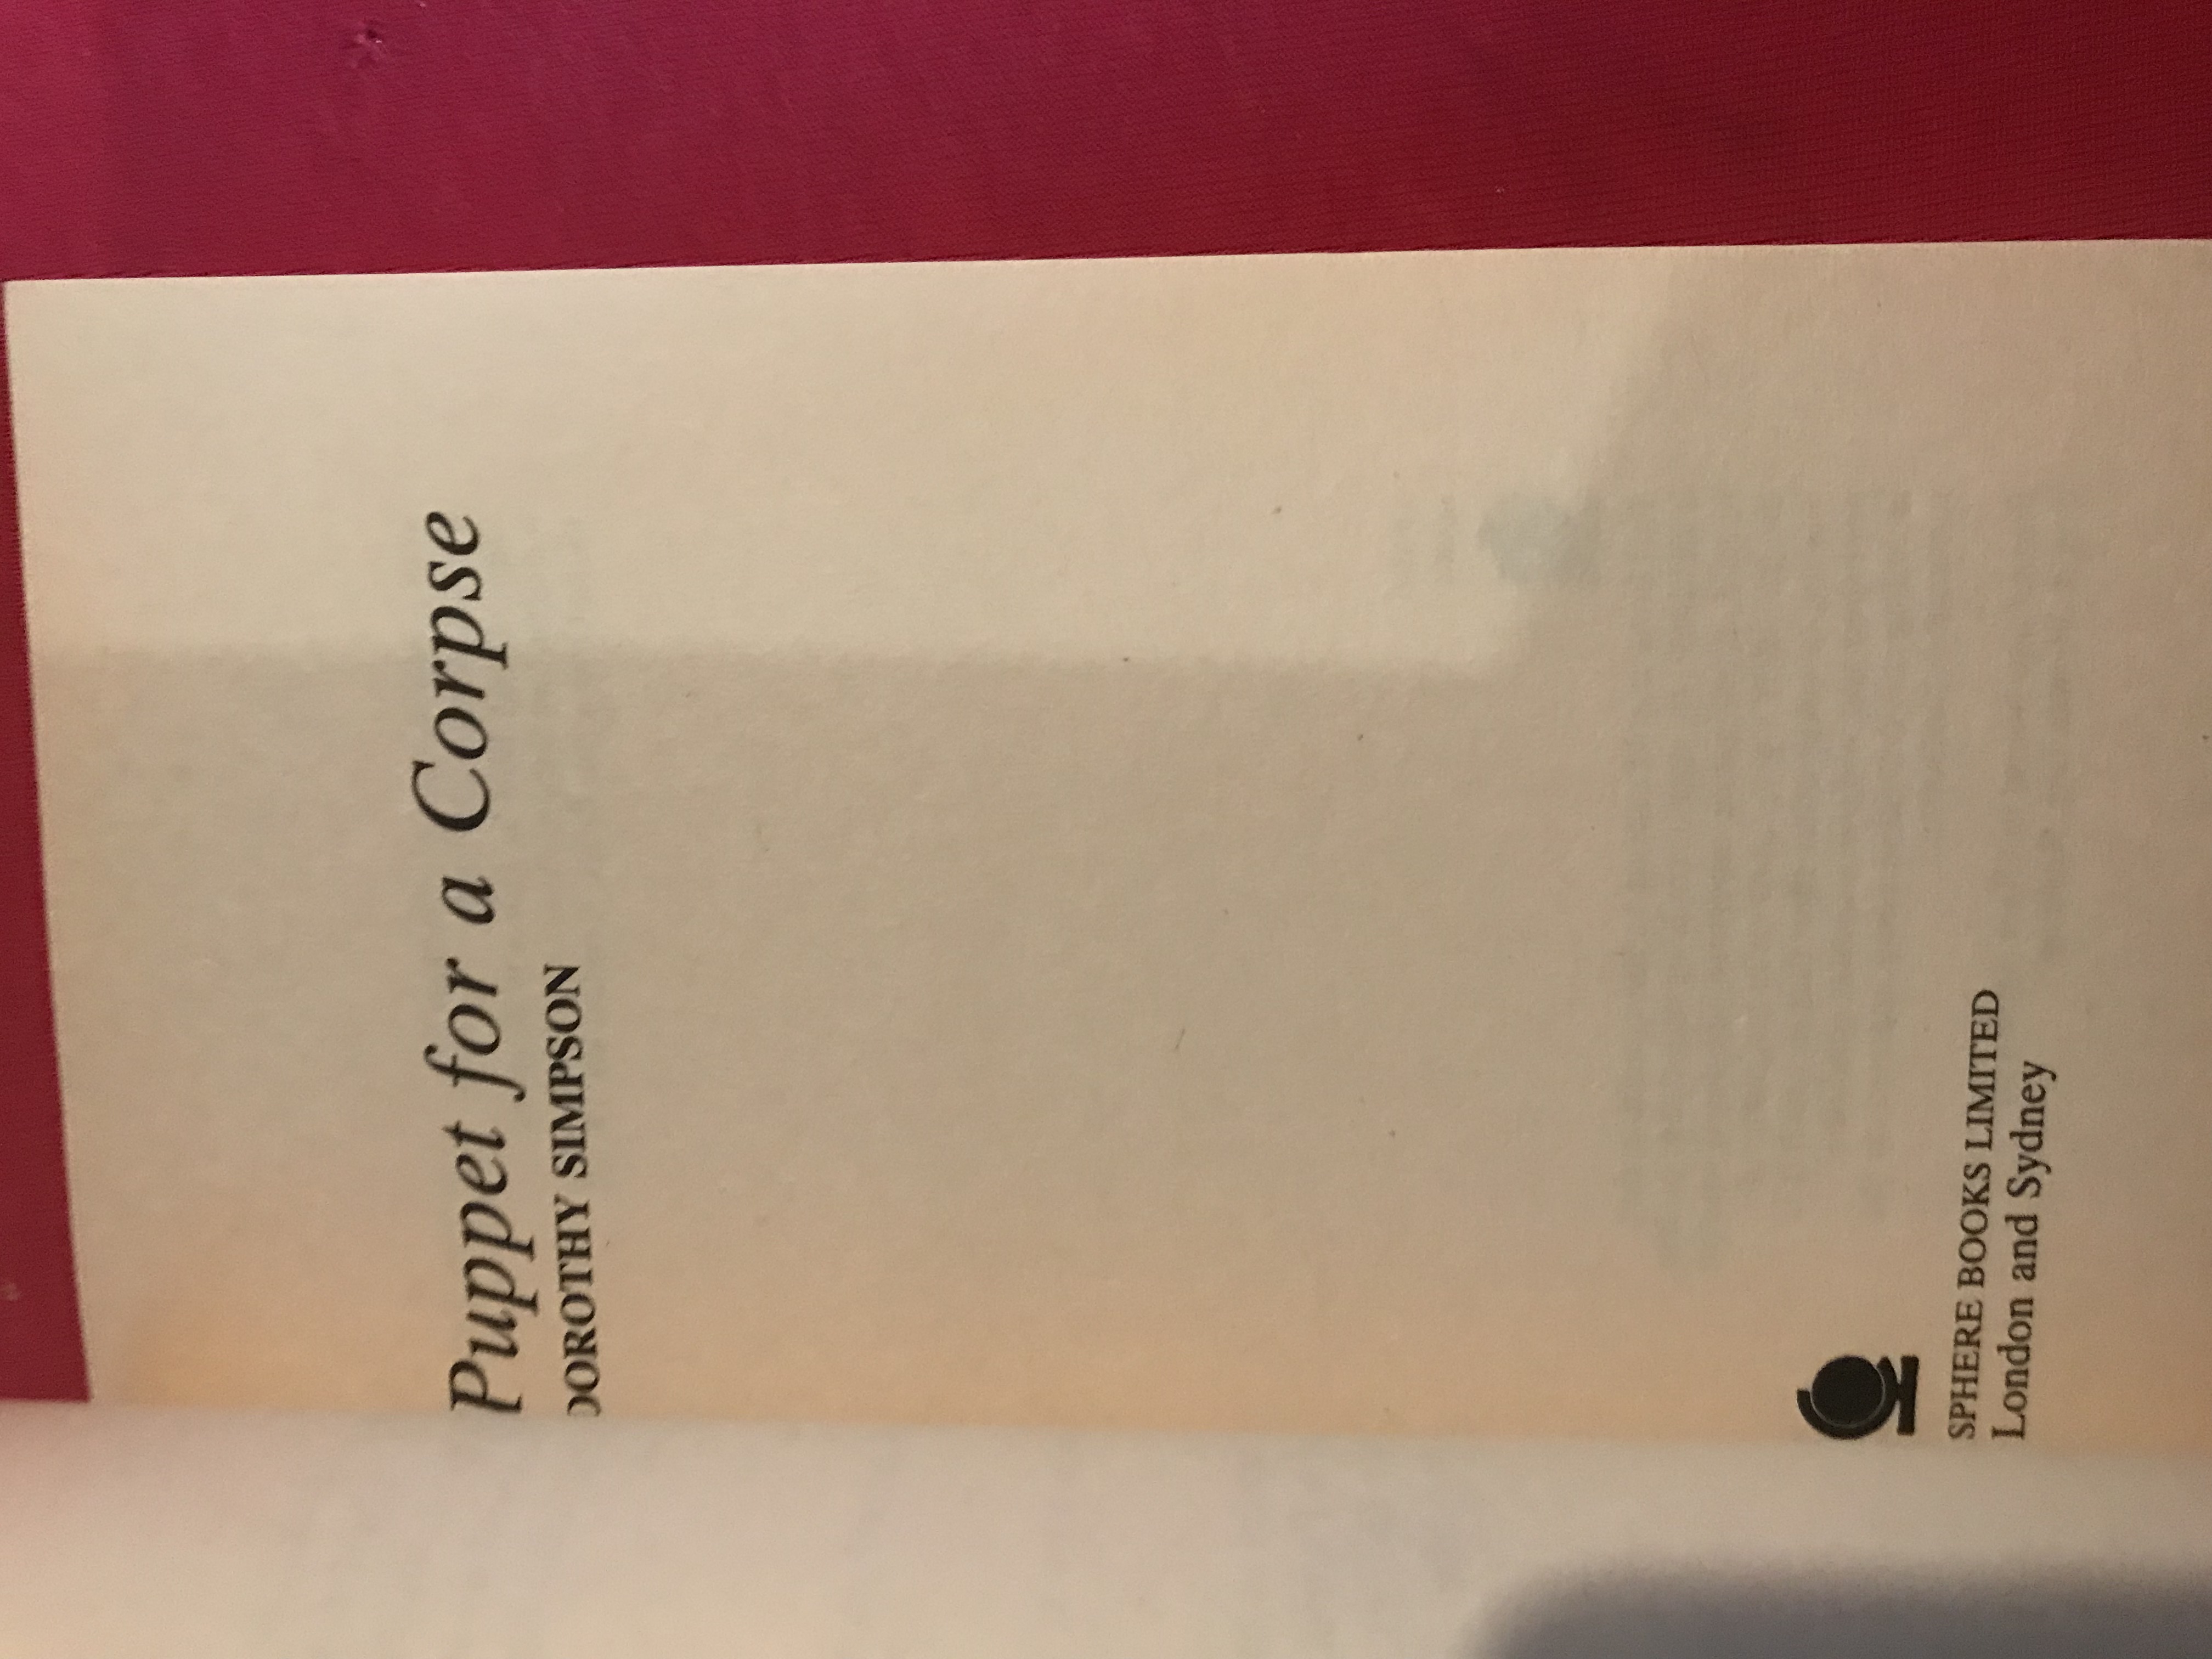 Puppet for a Corpse
DOROTHY SIMPSON
SPHERE BOOKS LIMITED
London and Sydney